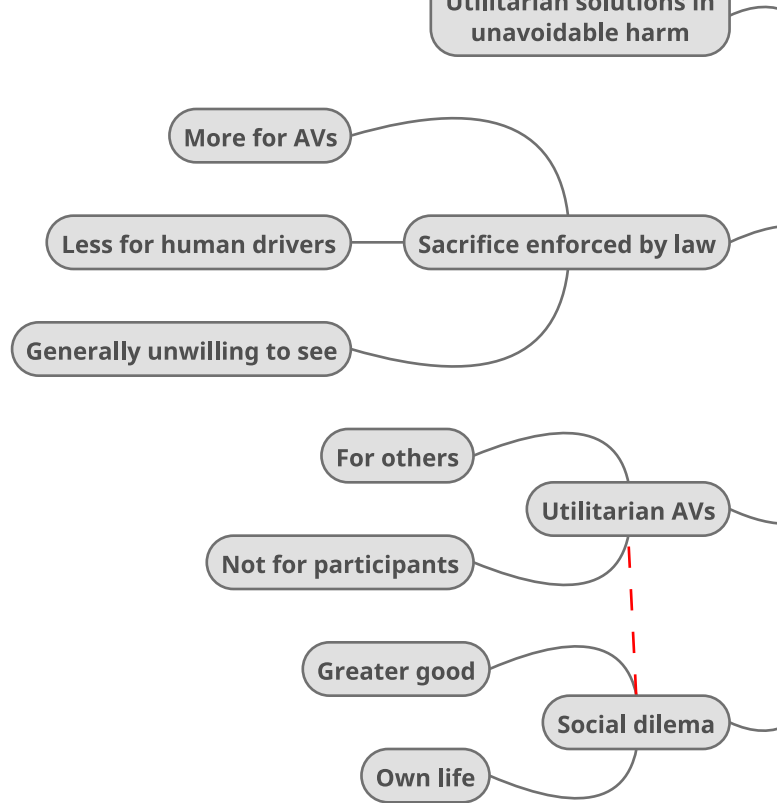 Utilitarian solutions in
unavoidable harm
More for AVs
Less for human drivers
Sacrifice enforced by law
Generally unwilling to see
For others
Utilitarian AVs
Not for participants
Greater good
Social dilema
Own life